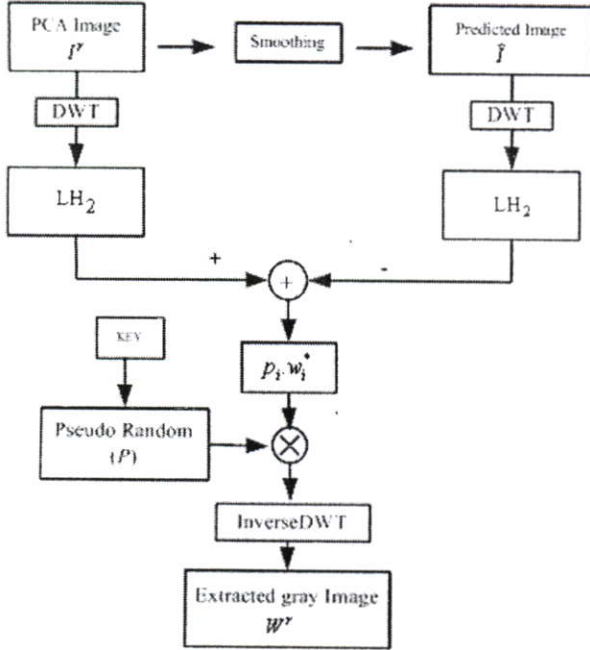 PCA Image
I^r
Smoothing
Predicted Image
Î
DWT
DWT
LH₂
LH₂
+
-
+
KEY
p_i.w_i^*
Pseudo Random
(P)
×
InverseDWT
Extracted gray Image
W^r